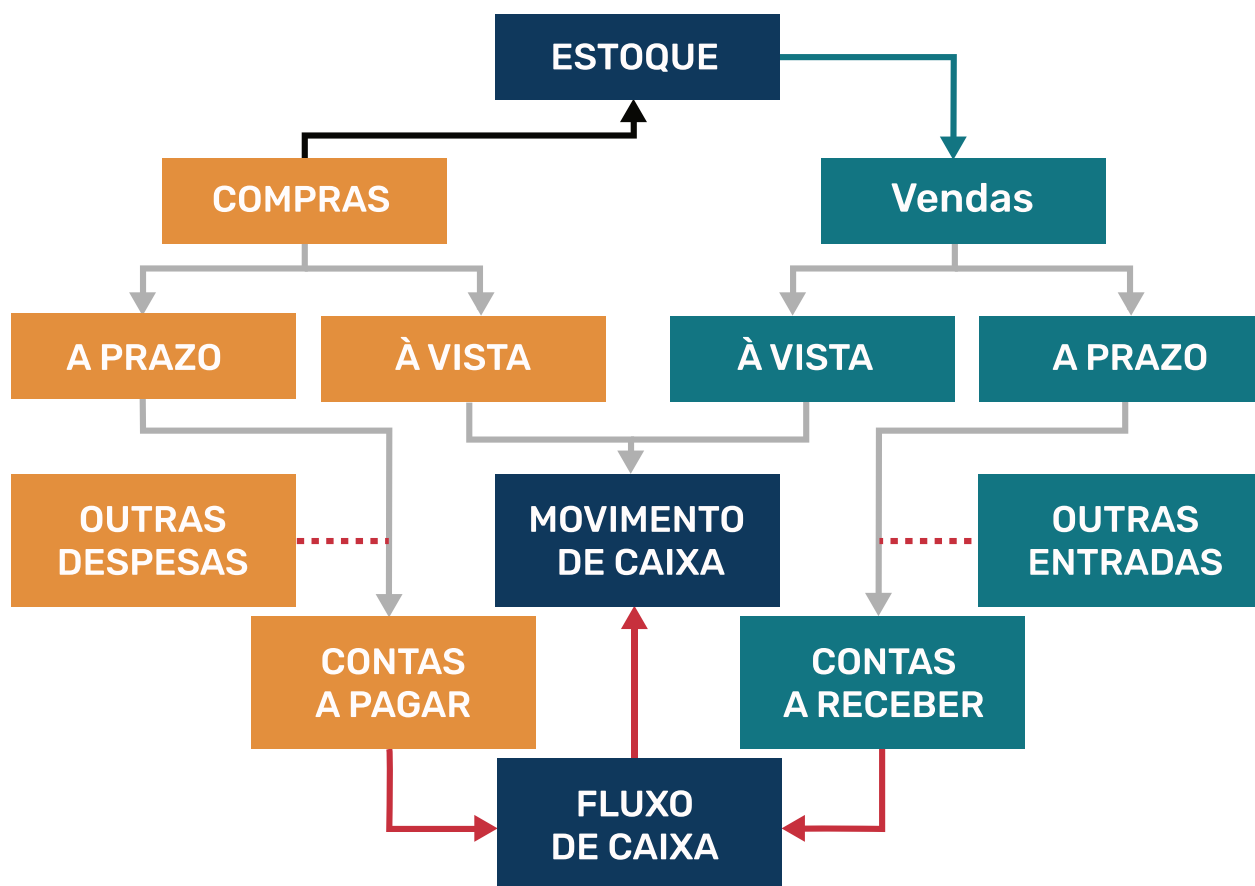 ESTOQUE
COMPRAS
Vendas
A PRAZO
À VISTA
À VISTA
A PRAZO
OUTRAS
DESPESAS
MOVIMENTO
DE CAIXA
OUTRAS
ENTRADAS
CONTAS
A PAGAR
CONTAS
A RECEBER
FLUXO
DE CAIXA